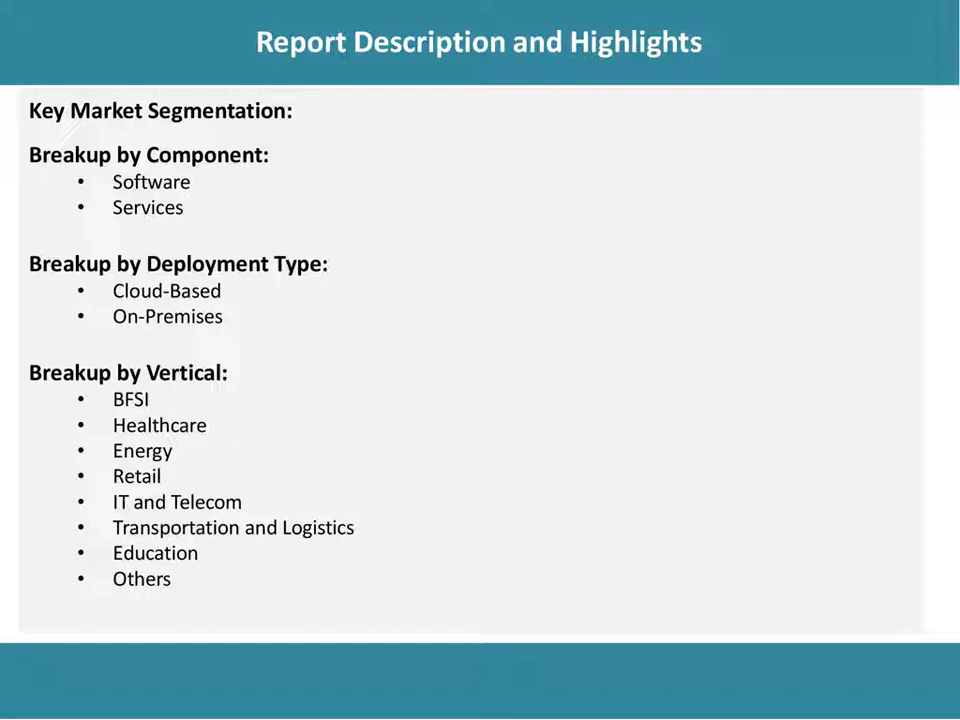 Report Description and Highlights
Key Market Segmentation:
Breakup by Component:
• Software
• Services
Breakup by Deployment Type:
• Cloud-Based
• On-Premises
Breakup by Vertical:
• BFSI
• Healthcare
• Energy
• Retail
• IT and Telecom
• Transportation and Logistics
• Education
• Others